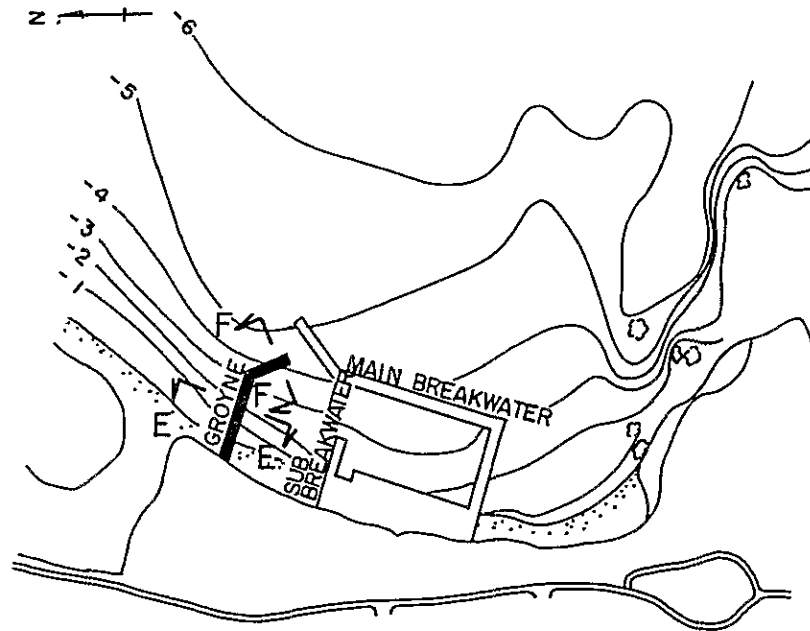 N
-6
-5
-4
-3
-2
-1
F
GROYNE
MAIN BREAKWATER
F
E
E
SUB
BREAKWATER